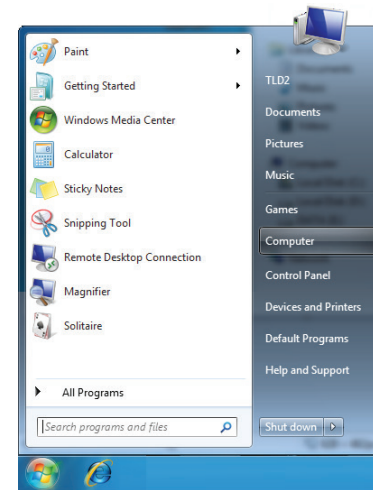 Paint
Getting Started
Windows Media Center
Calculator
Sticky Notes
Snipping Tool
Remote Desktop Connection
Magnifier
Solitaire
All Programs
Search programs and files
TLD2
Documents
Pictures
Music
Games
Computer
Control Panel
Devices and Printers
Default Programs
Help and Support
Shut down